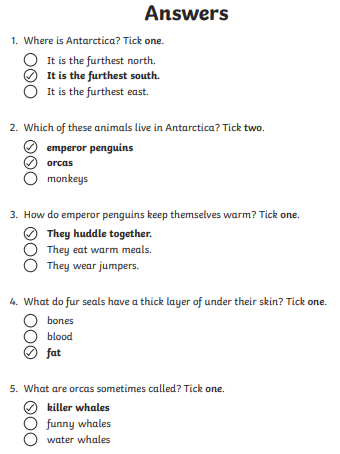 Answers
1. Where is Antarctica? Tick one.
It is the furthest north.
It is the furthest south.
It is the furthest east.
2. Which of these animals live in Antarctica? Tick two.
emperor penguins
orcas
monkeys
3. How do emperor penguins keep themselves warm? Tick one.
They huddle together.
They eat warm meals.
They wear jumpers.
4. What do fur seals have a thick layer of under their skin? Tick one.
bones
blood
fat
5. What are orcas sometimes called? Tick one.
killer whales
funny whales
water whales